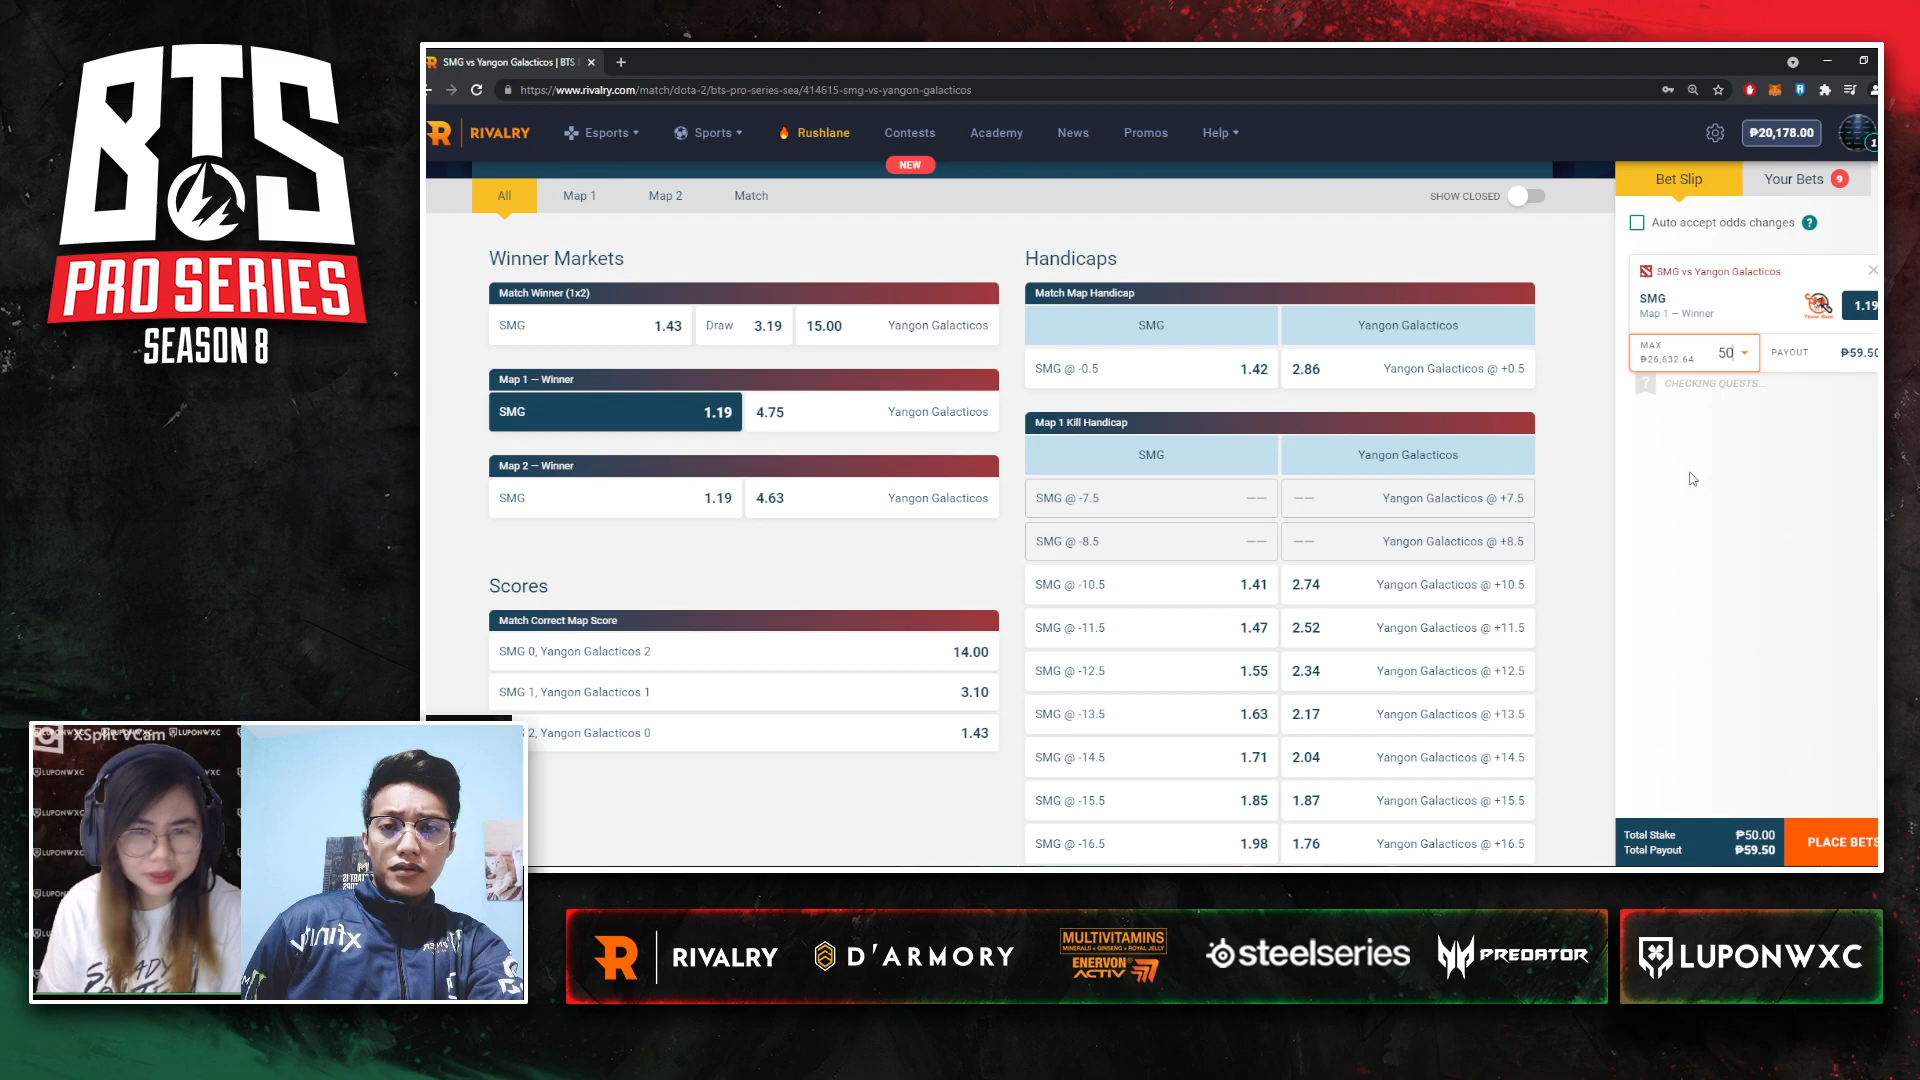 BTS
PRO SERIES
SEASON 8
SMG vs Yangon Galacticos | BTS
https://www.rivalry.com/match/dota-2/bts-pro-series-sea/414615-smg-vs-yangon-galacticos
RIVALRY
Esports
Sports
Rushlane
Contests
Academy
News
Promos
Help
₱20,178.00
1
NEW
All
Map 1
Map 2
Match
SHOW CLOSED
Bet Slip
Your Bets 9
Auto accept odds changes ?
Winner Markets
Match Winner (1x2)
SMG 1.43
Draw 3.19
15.00 Yangon Galacticos
Map 1 — Winner
SMG 1.19
4.75 Yangon Galacticos
Map 2 — Winner
SMG 1.19
4.63 Yangon Galacticos
Scores
Match Correct Map Score
SMG 0, Yangon Galacticos 2 14.00
SMG 1, Yangon Galacticos 1 3.10
2, Yangon Galacticos 0 1.43
Handicaps
Match Map Handicap
SMG Yangon Galacticos
SMG @ -0.5 1.42 2.86 Yangon Galacticos @ +0.5
Map 1 Kill Handicap
SMG Yangon Galacticos
SMG @ -7.5 —— —— Yangon Galacticos @ +7.5
SMG @ -8.5 —— —— Yangon Galacticos @ +8.5
SMG @ -10.5 1.41 2.74 Yangon Galacticos @ +10.5
SMG @ -11.5 1.47 2.52 Yangon Galacticos @ +11.5
SMG @ -12.5 1.55 2.34 Yangon Galacticos @ +12.5
SMG @ -13.5 1.63 2.17 Yangon Galacticos @ +13.5
SMG @ -14.5 1.71 2.04 Yangon Galacticos @ +14.5
SMG @ -15.5 1.85 1.87 Yangon Galacticos @ +15.5
SMG @ -16.5 1.98 1.76 Yangon Galacticos @ +16.5
SMG vs Yangon Galacticos
SMG
Map 1 — Winner
1.19
MAX
₱26,632.64
50
PAYOUT
₱59.50
? CHECKING QUESTS...
Total Stake ₱50.00
Total Payout ₱59.50
PLACE BETS
XSplit VCam
LUPONWXC
RIVALRY
D'ARMORY
MULTIVITAMINS
MINERALS + GINSENG + ROYAL JELLY
ENERVON
ACTIV
steelseries
PREDATOR
LUPONWXC